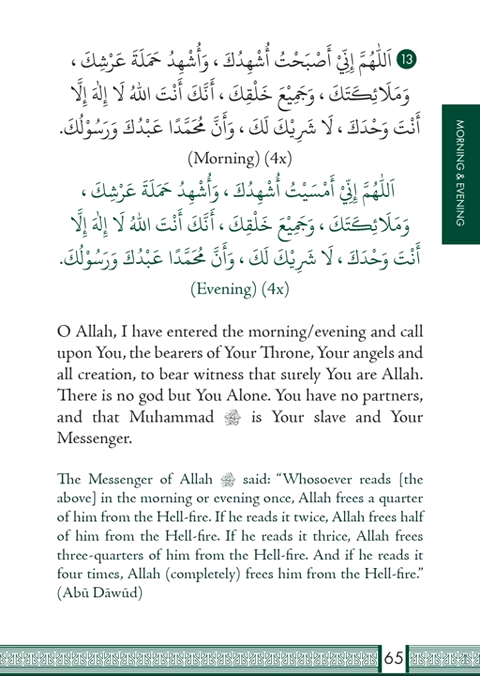 13 اَللّٰهُمَّ إِنِّيْ أَصْبَحْتُ أُشْهِدُكَ ، وَأُشْهِدُ حَمَلَةَ عَرْشِكَ ،
وَمَلَائِكَتَكَ ، وَجَمِيْعَ خَلْقِكَ ، أَنَّكَ أَنْتَ اللهُ لَا إِلٰهَ إِلَّا
أَنْتَ وَحْدَكَ ، لَا شَرِيْكَ لَكَ ، وَأَنَّ مُحَمَّدًا عَبْدُكَ وَرَسُوْلُكَ.
(Morning) (4x)
اَللّٰهُمَّ إِنِّيْ أَمْسَيْتُ أُشْهِدُكَ ، وَأُشْهِدُ حَمَلَةَ عَرْشِكَ ،
وَمَلَائِكَتَكَ ، وَجَمِيْعَ خَلْقِكَ ، أَنَّكَ أَنْتَ اللهُ لَا إِلٰهَ إِلَّا
أَنْتَ وَحْدَكَ ، لَا شَرِيْكَ لَكَ ، وَأَنَّ مُحَمَّدًا عَبْدُكَ وَرَسُوْلُكَ.
(Evening) (4x)
O Allah, I have entered the morning/evening and call
upon You, the bearers of Your Throne, Your angels and
all creation, to bear witness that surely You are Allah.
There is no god but You Alone. You have no partners,
and that Muhammad ﷺ is Your slave and Your
Messenger.
The Messenger of Allah ﷺ said: “Whosoever reads [the
above] in the morning or evening once, Allah frees a quarter
of him from the Hell-fire. If he reads it twice, Allah frees half
of him from the Hell-fire. If he reads it thrice, Allah frees
three-quarters of him from the Hell-fire. And if he reads it
four times, Allah (completely) frees him from the Hell-fire.”
(Abū Dāwūd)
MORNING & EVENING
65